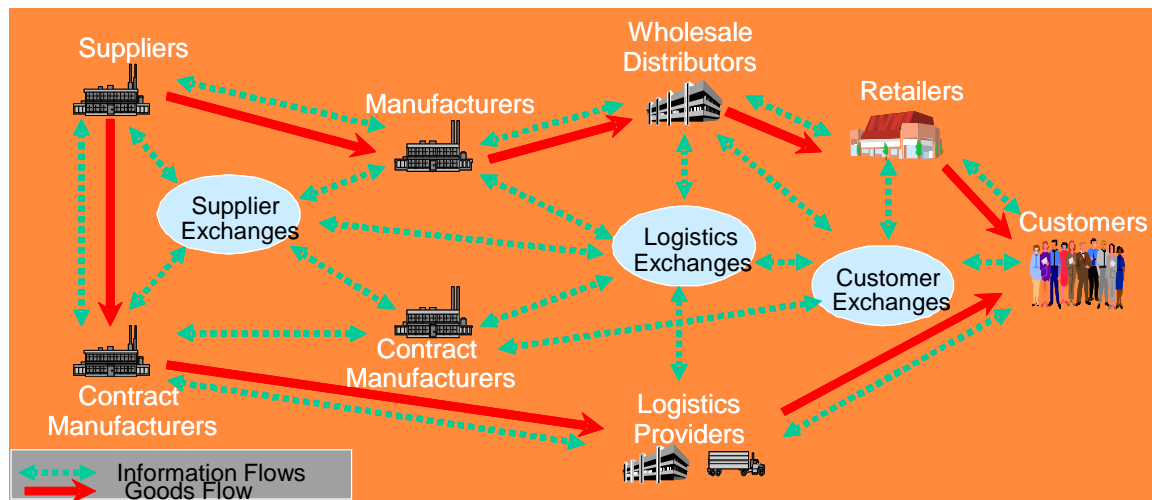 Suppliers
Wholesale
Distributors
Manufacturers
Retailers
Supplier
Exchanges
Logistics
Exchanges
Customers
Customer
Exchanges
Contract
Manufacturers
Contract
Manufacturers
Logistics
Providers
Information Flows
Goods Flow